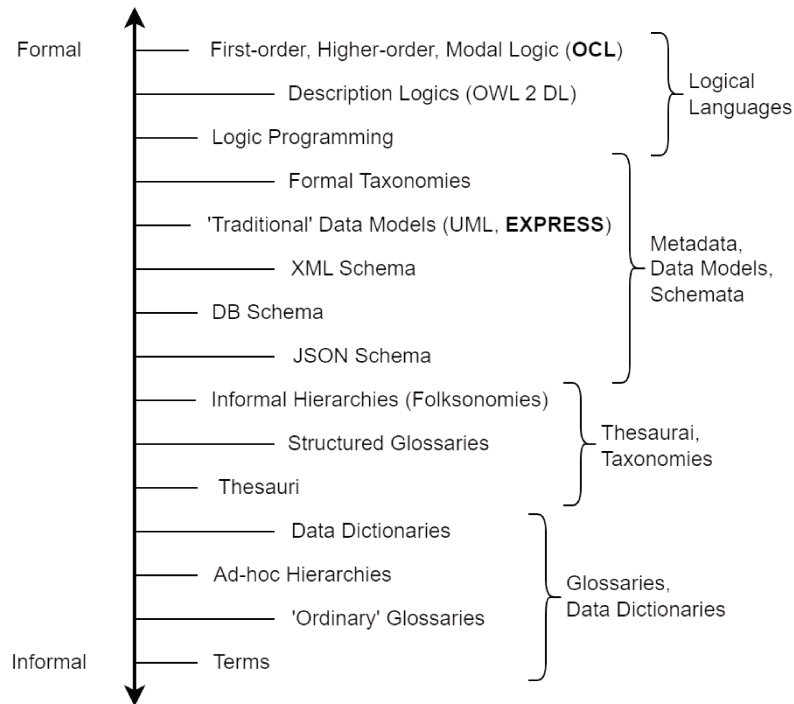 Formal
First-order, Higher-order, Modal Logic (OCL)
Description Logics (OWL 2 DL)
Logic Programming
Logical
Languages
Formal Taxonomies
'Traditional' Data Models (UML, EXPRESS)
XML Schema
DB Schema
JSON Schema
Metadata,
Data Models,
Schemata
Informal Hierarchies (Folksonomies)
Structured Glossaries
Thesauri
Thesaurai,
Taxonomies
Data Dictionaries
Ad-hoc Hierarchies
'Ordinary' Glossaries
Glossaries,
Data Dictionaries
Informal
Terms